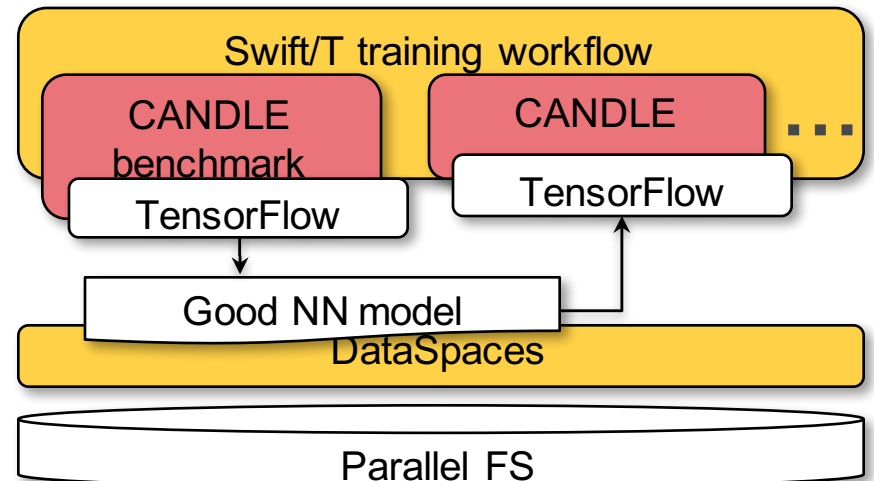 Swift/T training workflow
CANDLE
benchmark
TensorFlow
CANDLE
TensorFlow
...
Good NN model
DataSpaces
Parallel FS